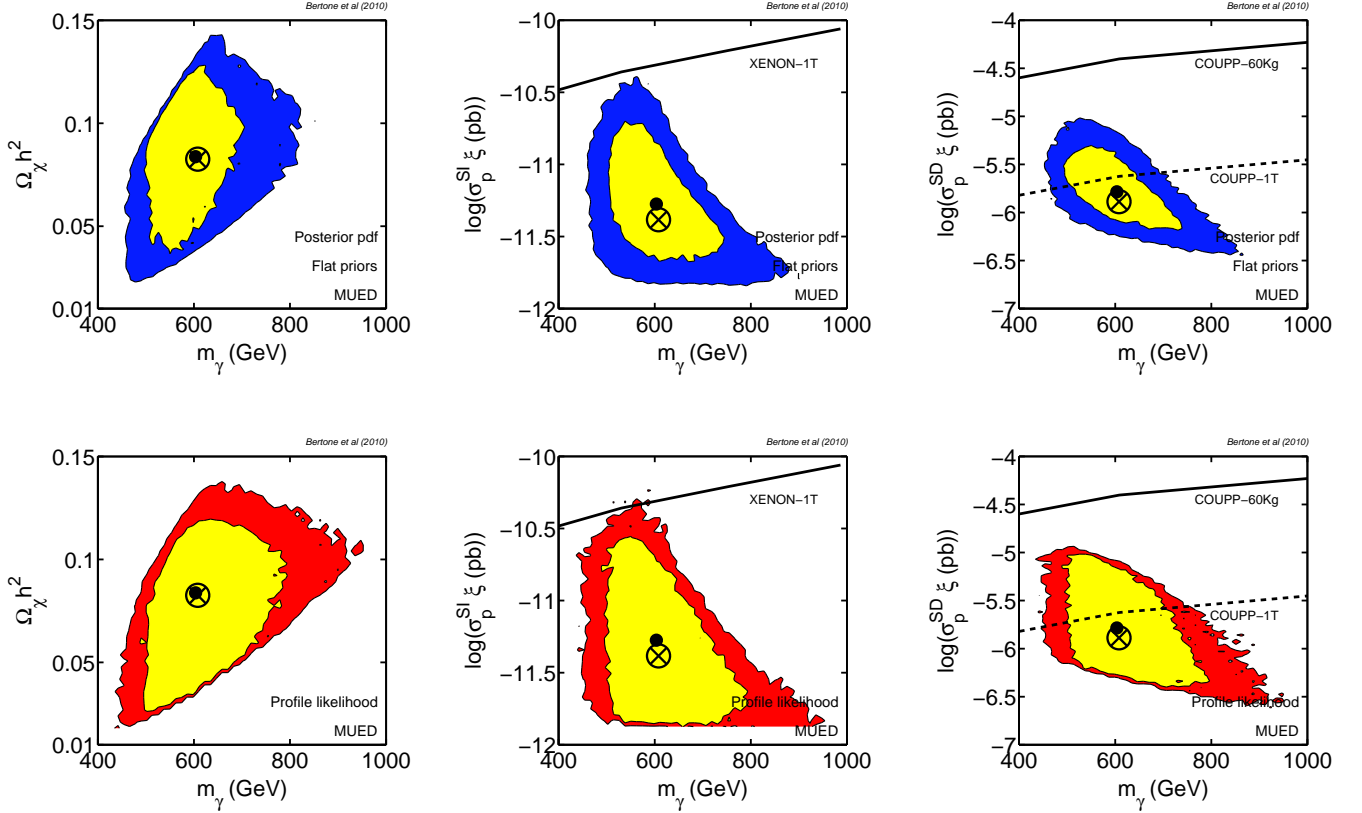 Bertone et al (2010)
0.15
0.1
0.05
0.01
Ω_χ h²
Posterior pdf
Flat priors
MUED
400 600 800 1000
m_γ (GeV)
Bertone et al (2010)
−10
−10.5
−11
−11.5
−12
log(σ_p^SI ξ (pb))
XENON−1T
Posterior pdf
Flat priors
MUED
400 600 800 1000
m_γ (GeV)
Bertone et al (2010)
−4
−4.5
−5
−5.5
−6
−6.5
−7
log(σ_p^SD ξ (pb))
COUPP−60Kg
COUPP−1T
Posterior pdf
Flat priors
MUED
400 600 800 1000
m_γ (GeV)
Bertone et al (2010)
0.15
0.1
0.05
0.01
Ω_χ h²
Profile likelihood
MUED
400 600 800 1000
m_γ (GeV)
Bertone et al (2010)
−10
−10.5
−11
−11.5
−12
log(σ_p^SI ξ (pb))
XENON−1T
Profile likelihood
MUED
400 600 800 1000
m_γ (GeV)
Bertone et al (2010)
−4
−4.5
−5
−5.5
−6
−6.5
−7
log(σ_p^SD ξ (pb))
COUPP−60Kg
COUPP−1T
Profile likelihood
MUED
400 600 800 1000
m_γ (GeV)